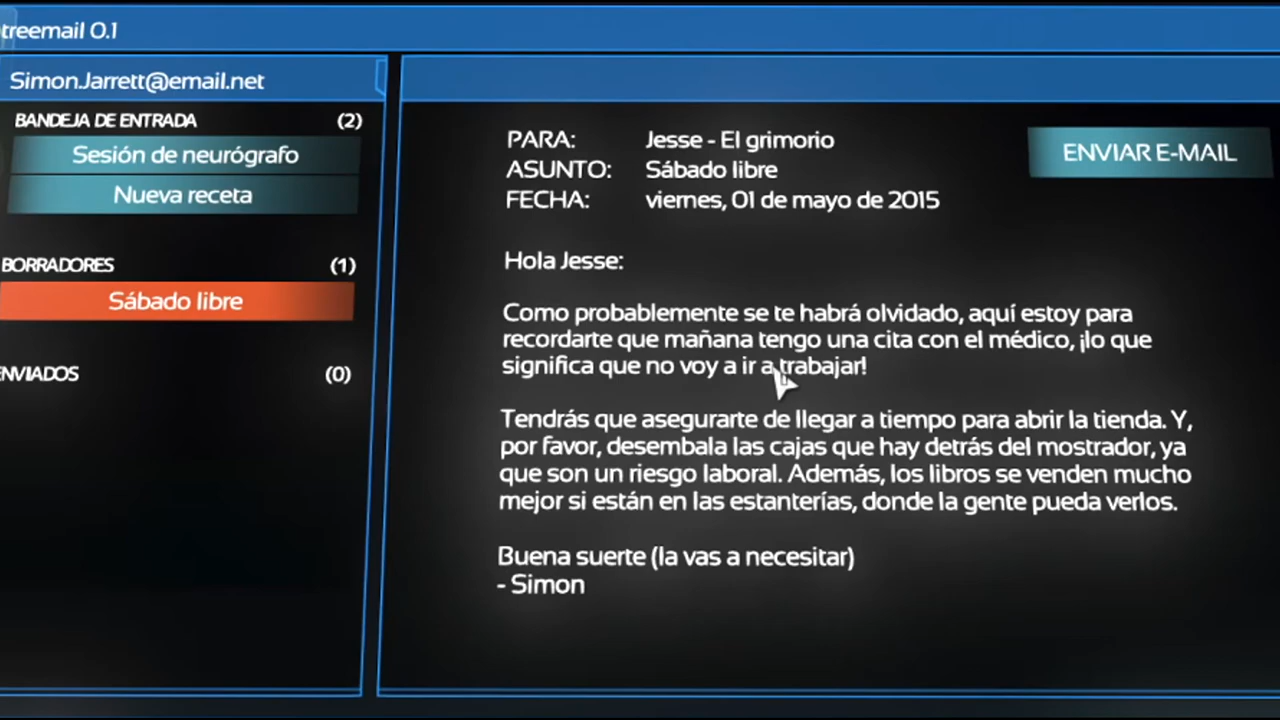 treemail 0.1
Simon.Jarrett@email.net
BANDEJA DE ENTRADA (2)
Sesión de neurógrafo
Nueva receta
BORRADORES (1)
Sábado libre
ENVIADOS (0)
PARA: Jesse - El grimorio
ASUNTO: Sábado libre
FECHA: viernes, 01 de mayo de 2015
ENVIAR E-MAIL
Hola Jesse:
Como probablemente se te habrá olvidado, aquí estoy para
recordarte que mañana tengo una cita con el médico, ¡lo que
significa que no voy a ir a trabajar!
Tendrás que asegurarte de llegar a tiempo para abrir la tienda. Y,
por favor, desembala las cajas que hay detrás del mostrador, ya
que son un riesgo laboral. Además, los libros se venden mucho
mejor si están en las estanterías, donde la gente pueda verlos.
Buena suerte (la vas a necesitar)
- Simon